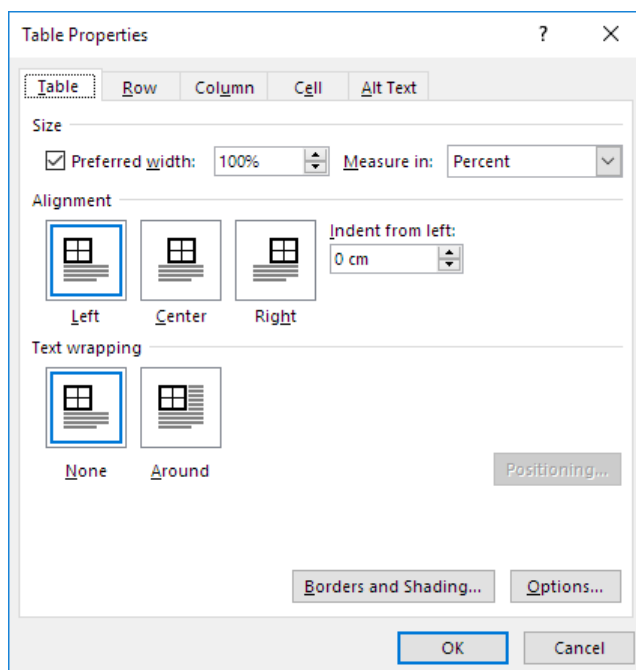 Table Properties ? ×
Table Row Column Cell Alt Text
Size
Preferred width: 100% Measure in: Percent
Alignment
Indent from left:
0 cm
Left Center Right
Text wrapping
None Around
Positioning...
Borders and Shading... Options...
OK Cancel